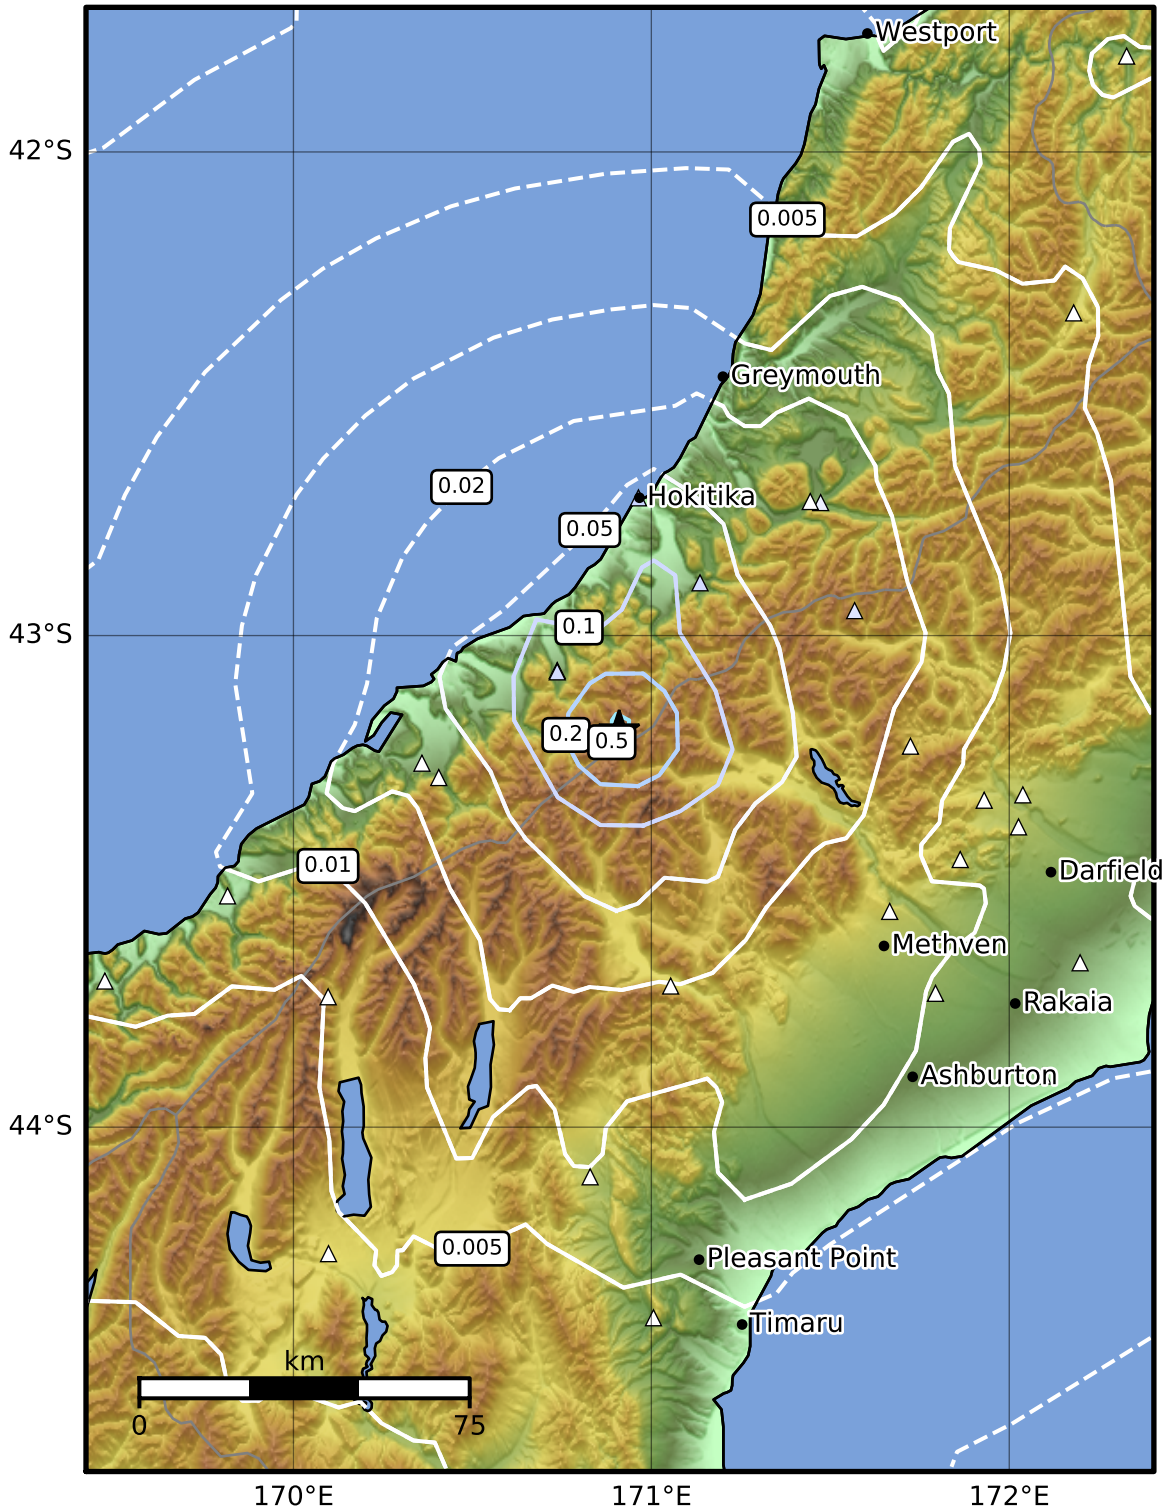 Westport
42°S
0.005
Greymouth
0.02
Hokitika
0.05
0.1
43°S
0.2
0.5
0.01
Darfield
Methven
Rakaia
Ashburton
44°S
0.005
Pleasant Point
Timaru
km
0 75
170°E 171°E 172°E